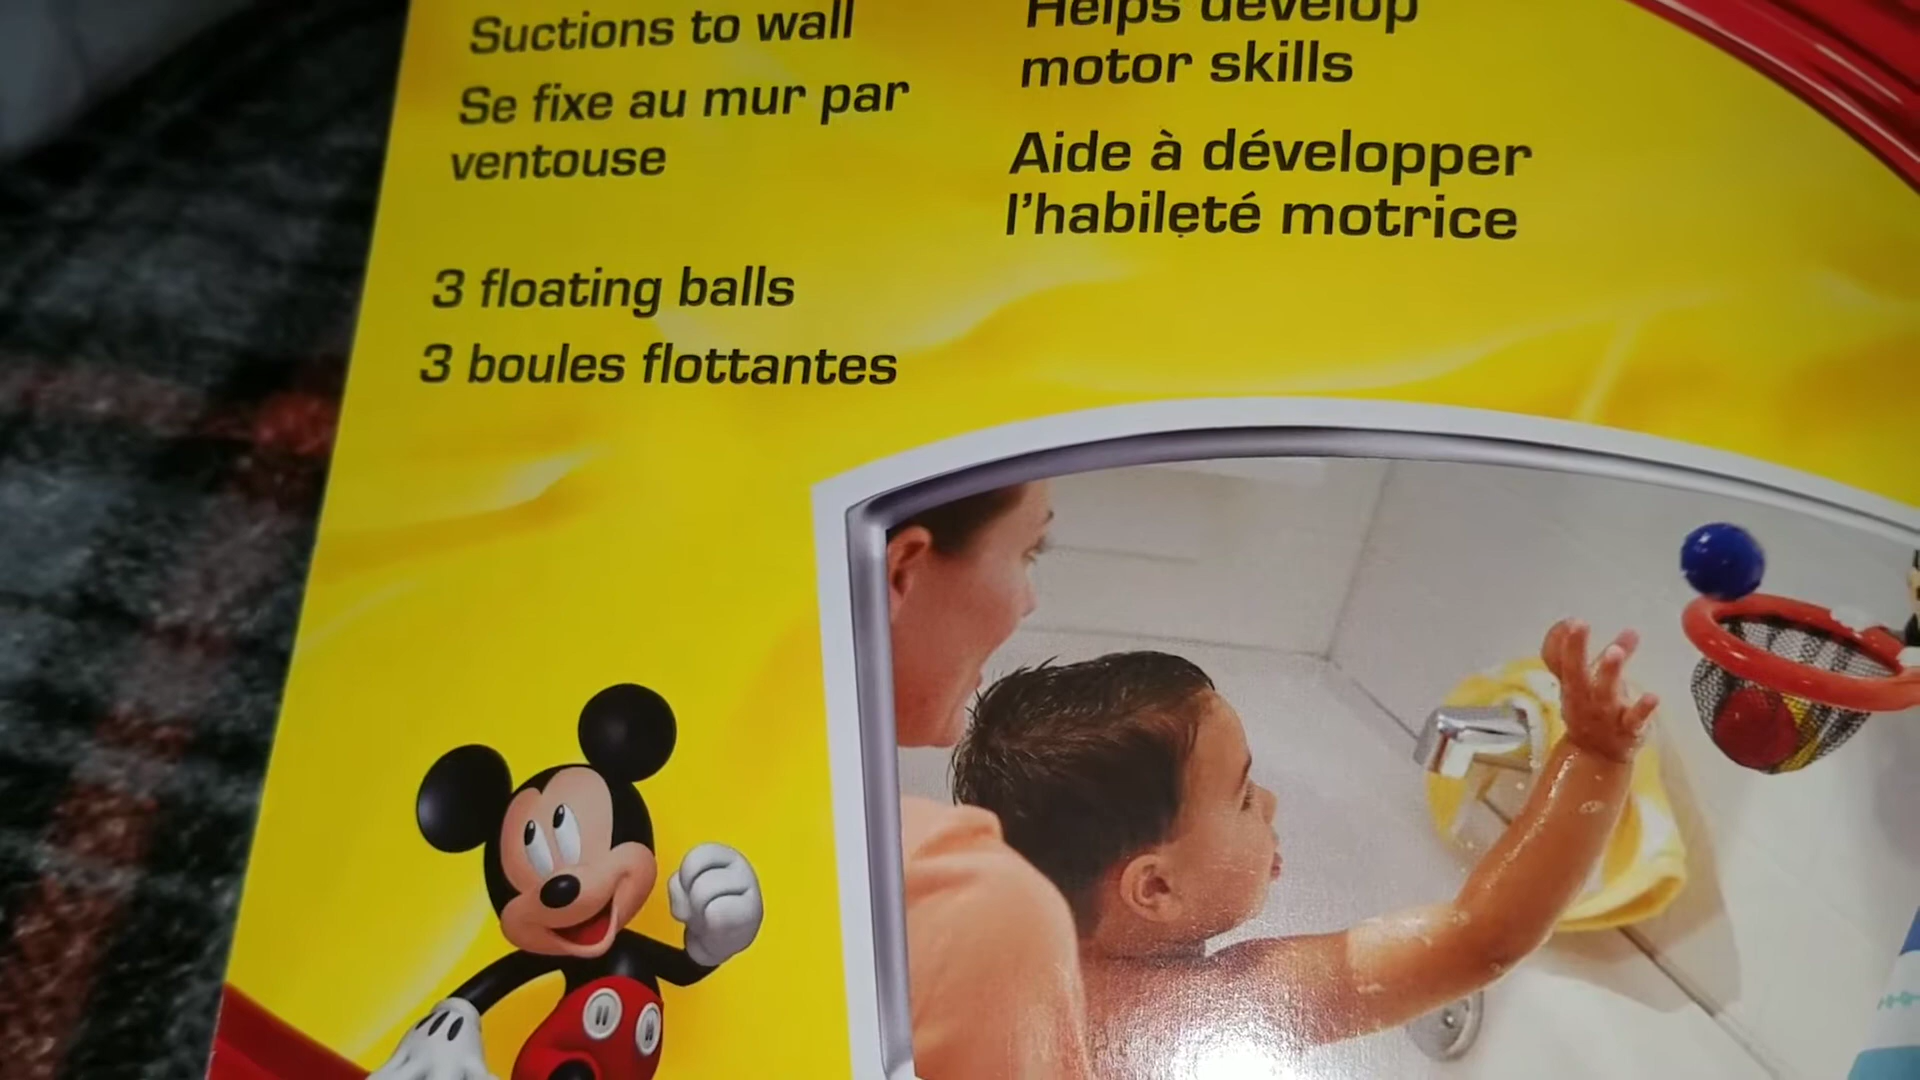 Suctions to wall
Se fixe au mur par
ventouse
3 floating balls
3 boules flottantes
Helps develop
motor skills
Aide à développer
l'habileté motrice